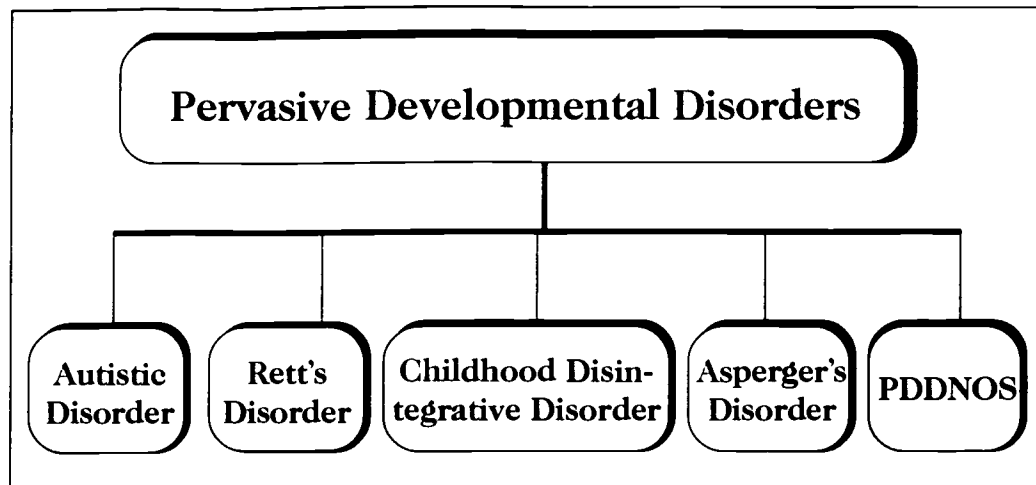 Pervasive Developmental Disorders
Autistic
Disorder
Rett's
Disorder
Childhood Disin-
tegrative Disorder
Asperger's
Disorder
PDDNOS